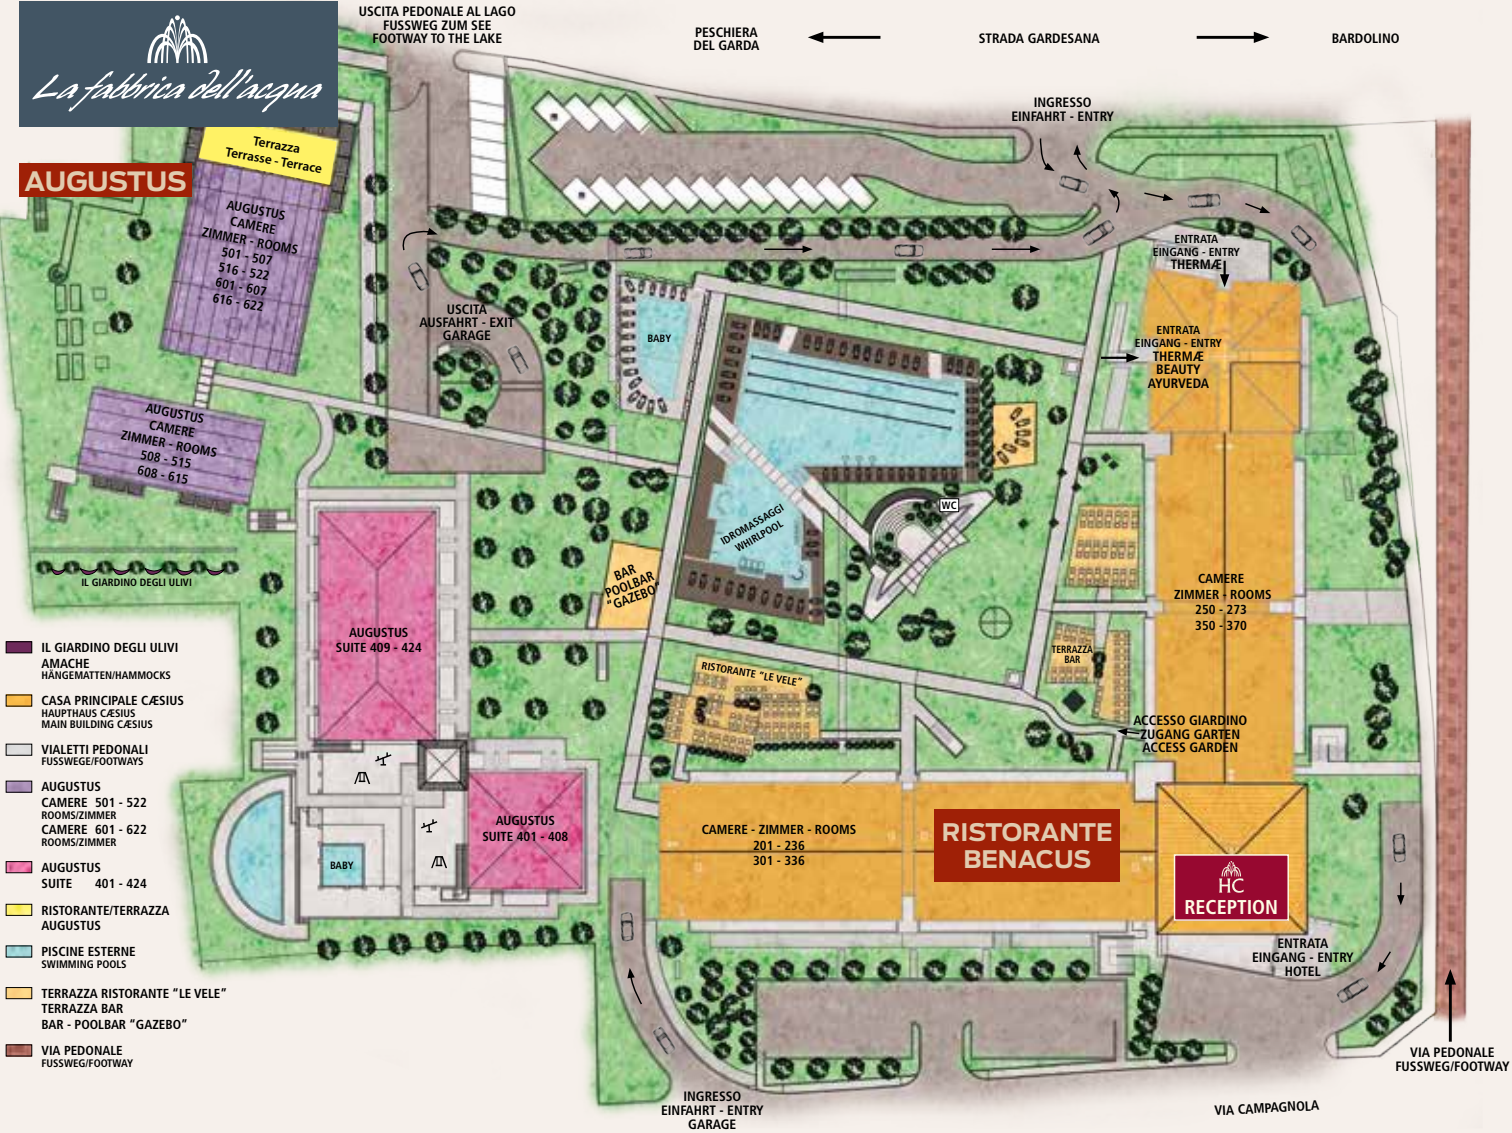 La fabbrica dell'acqua
USCITA PEDONALE AL LAGO
FUSSWEG ZUM SEE
FOOTWAY TO THE LAKE
PESCHIERA
DEL GARDA
STRADA GARDESANA
BARDOLINO
INGRESSO
EINFAHRT - ENTRY
Terrazza
Terrasse - Terrace
AUGUSTUS
AUGUSTUS
CAMERE
ZIMMER - ROOMS
501 - 507
516 - 522
601 - 607
616 - 622
USCITA
AUSFAHRT - EXIT
GARAGE
BABY
ENTRATA
EINGANG - ENTRY
THERMÆ
ENTRATA
EINGANG - ENTRY
THERMÆ
BEAUTY
AYURVEDA
AUGUSTUS
CAMERE
ZIMMER - ROOMS
508 - 515
608 - 615
WC
IDROMASSAGGI
WHIRLPOOL
IL GIARDINO DEGLI ULIVI
BAR
POOLBAR
"GAZEBO"
CAMERE
ZIMMER - ROOMS
250 - 273
350 - 370
AUGUSTUS
SUITE 409 - 424
TERRAZZA
BAR
RISTORANTE "LE VELE"
ACCESSO GIARDINO
ZUGANG GARTEN
ACCESS GARDEN
IL GIARDINO DEGLI ULIVI
AMACHE
HÄNGEMATTEN/HAMMOCKS
CASA PRINCIPALE CÆSIUS
HAUPTHAUS CÆSIUS
MAIN BUILDING CÆSIUS
VIALETTI PEDONALI
FUSSWEGE/FOOTWAYS
AUGUSTUS
CAMERE 501 - 522
ROOMS/ZIMMER
CAMERE 601 - 622
ROOMS/ZIMMER
AUGUSTUS
SUITE 401 - 424
RISTORANTE/TERRAZZA
AUGUSTUS
PISCINE ESTERNE
SWIMMING POOLS
TERRAZZA RISTORANTE "LE VELE"
TERRAZZA BAR
BAR - POOLBAR "GAZEBO"
VIA PEDONALE
FUSSWEG/FOOTWAY
AUGUSTUS
SUITE 401 - 408
BABY
CAMERE - ZIMMER - ROOMS
201 - 236
301 - 336
RISTORANTE
BENACUS
HC
RECEPTION
ENTRATA
EINGANG - ENTRY
HOTEL
VIA PEDONALE
FUSSWEG/FOOTWAY
INGRESSO
EINFAHRT - ENTRY
GARAGE
VIA CAMPAGNOLA